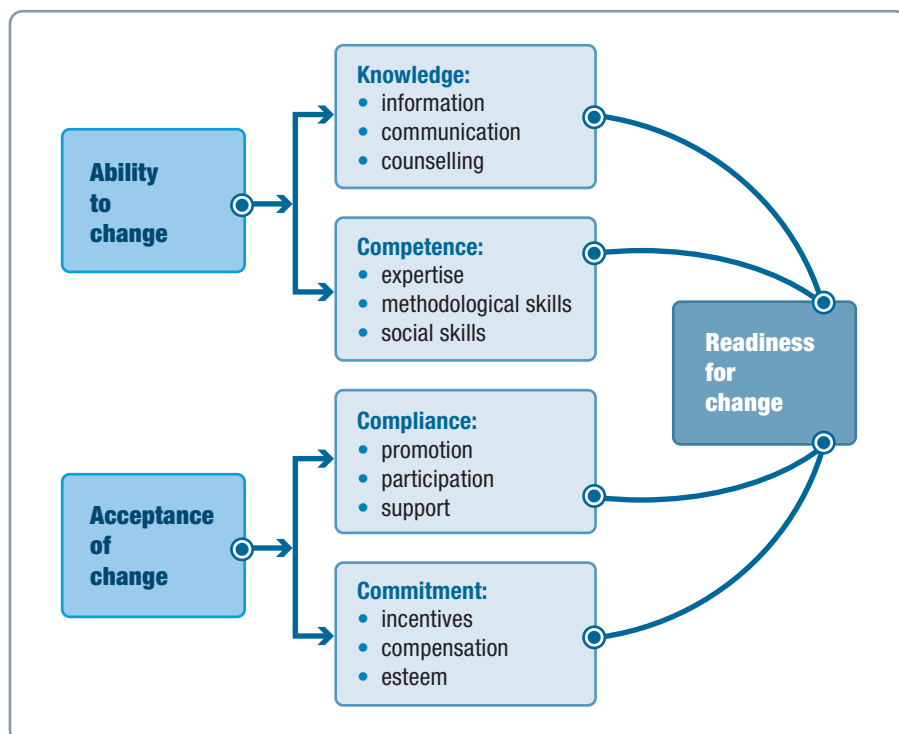 Ability
to
change
Knowledge:
• information
• communication
• counselling
Competence:
• expertise
• methodological skills
• social skills
Acceptance
of
change
Compliance:
• promotion
• participation
• support
Commitment:
• incentives
• compensation
• esteem
Readiness
for
change